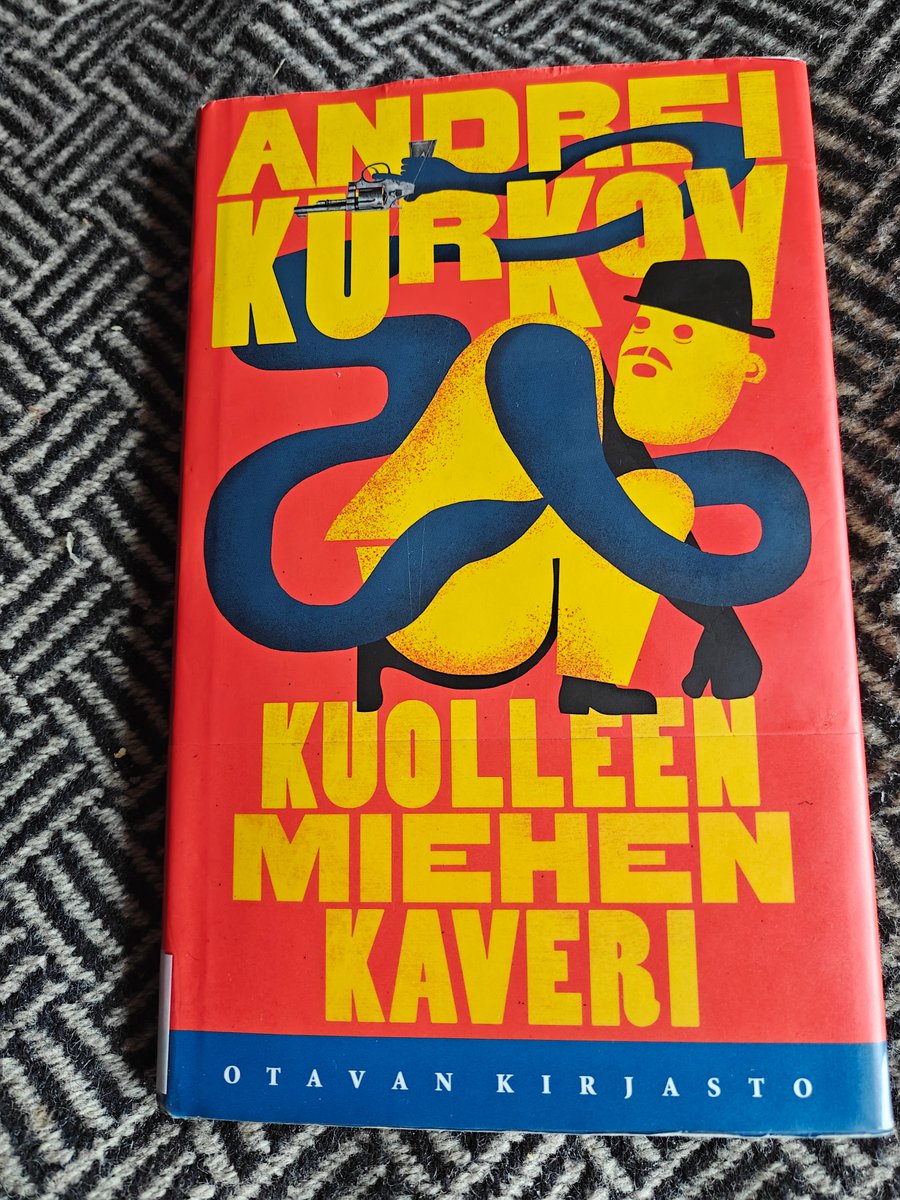 ANDREI
KURKOV
KUOLLEEN
MIEHEN
KAVERI
OTAVAN KIRJASTO